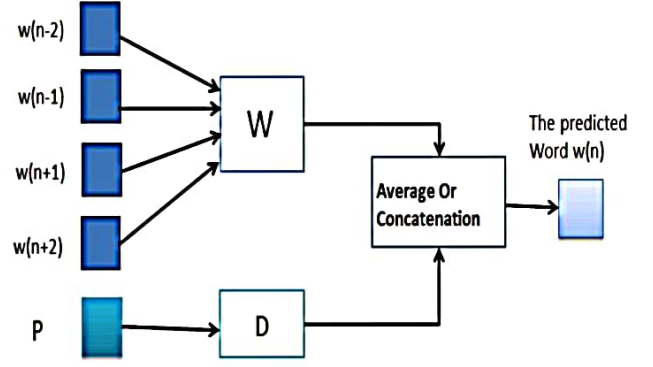 w(n-2)
w(n-1)
w(n+1)
w(n+2)
P
W
D
Average Or
Concatenation
The predicted
Word w(n)